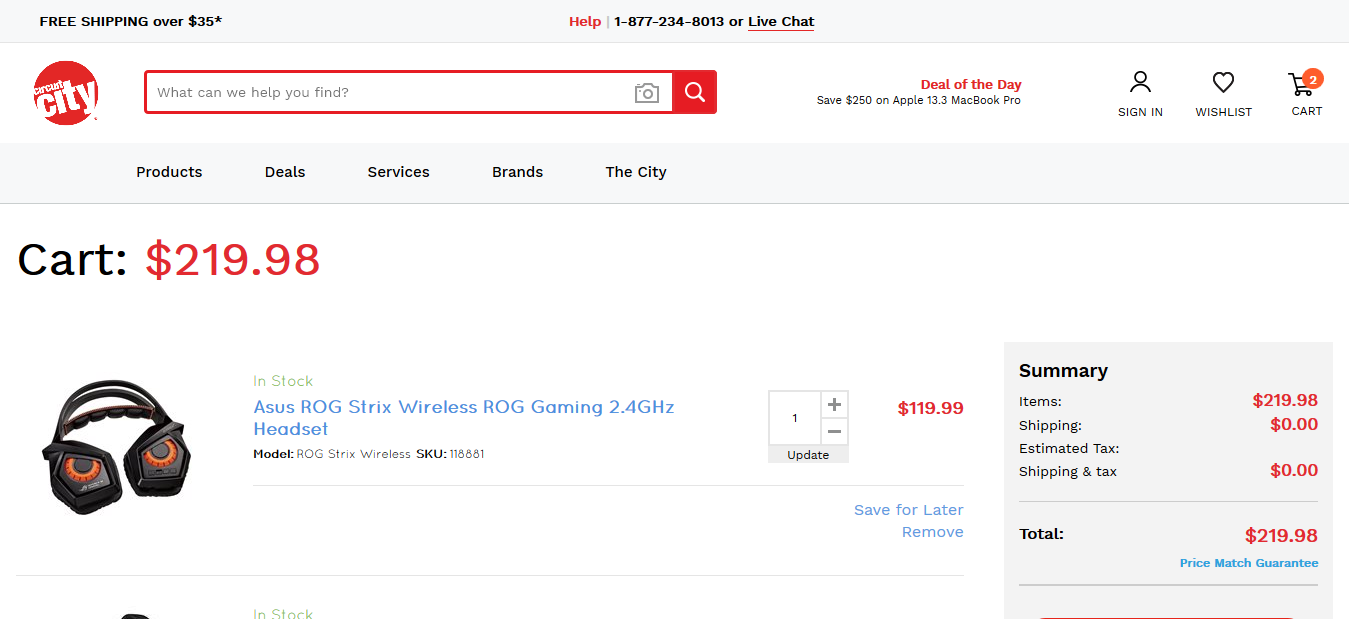 FREE SHIPPING over $35*
Help | 1-877-234-8013 or Live Chat
circuit
city
What can we help you find?
Deal of the Day
Save $250 on Apple 13.3 MacBook Pro
SIGN IN
WISHLIST
2
CART
Products
Deals
Services
Brands
The City
Cart: $219.98
In Stock
Asus ROG Strix Wireless ROG Gaming 2.4GHz
Headset
Model: ROG Strix Wireless SKU: 118881
1
Update
$119.99
Save for Later
Remove
In Stock
Summary
Items: $219.98
Shipping: $0.00
Estimated Tax:
Shipping & tax $0.00
Total: $219.98
Price Match Guarantee